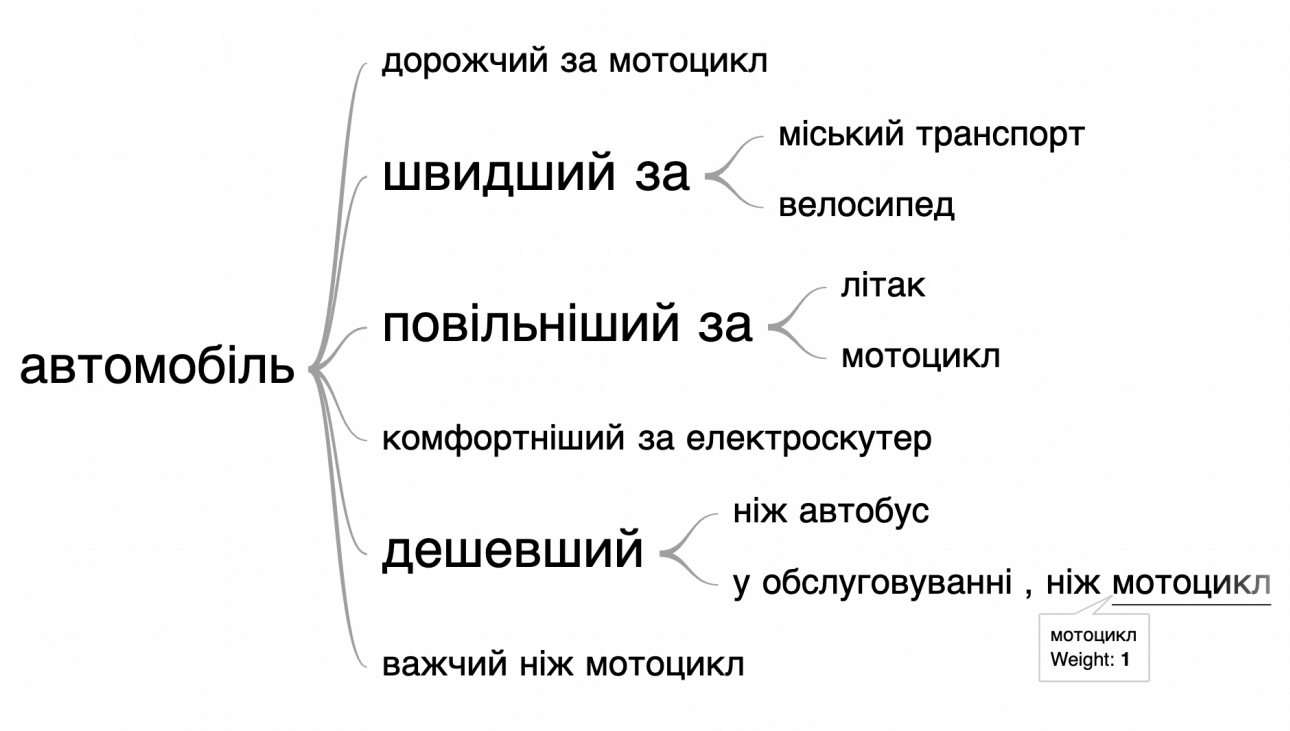 дорожчий за мотоцикл
міський транспорт
швидший за
велосипед
літак
повільніший за
мотоцикл
автомобіль
комфортніший за електроскутер
ніж автобус
дешевший
у обслуговуванні , ніж мотоцикл
мотоцикл
Weight: 1
важчий ніж мотоцикл